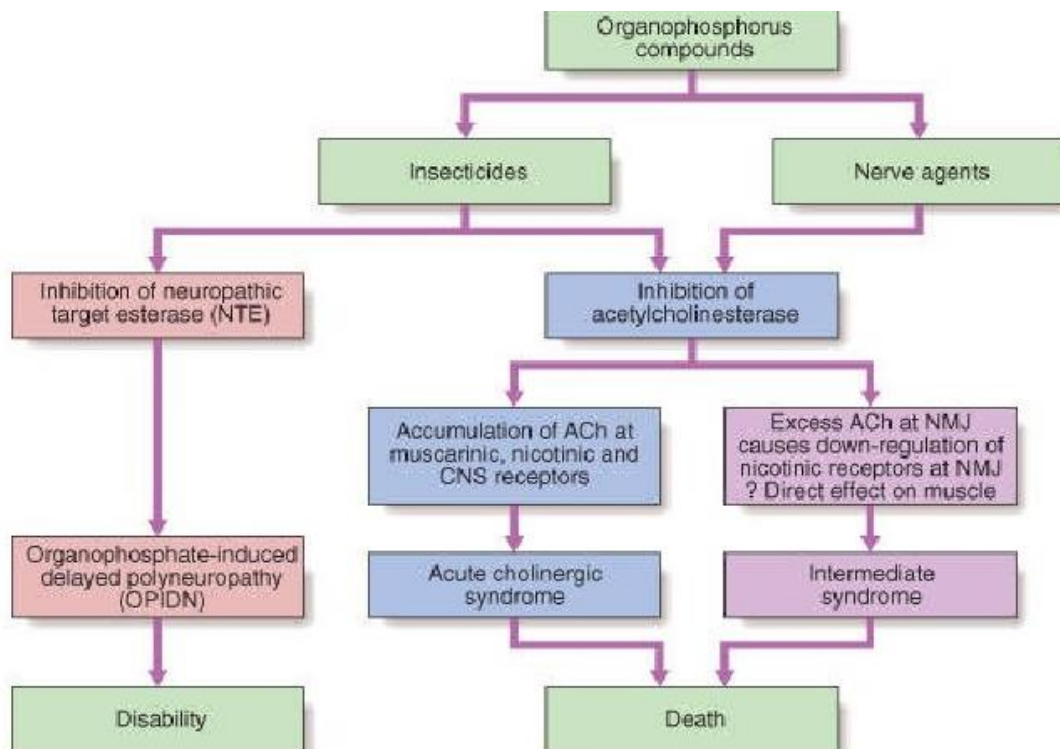 Organophosphorus
compounds
Insecticides
Nerve agents
Inhibition of neuropathic
target esterase (NTE)
Inhibition of
acetylcholinesterase
Accumulation of ACh at
muscarinic, nicotinic and
CNS receptors
Excess ACh at NMJ
causes down-regulation of
nicotinic receptors at NMJ
? Direct effect on muscle
Organophosphate-induced
delayed polyneuropathy
(OPIDN)
Acute cholinergic
syndrome
Intermediate
syndrome
Disability
Death